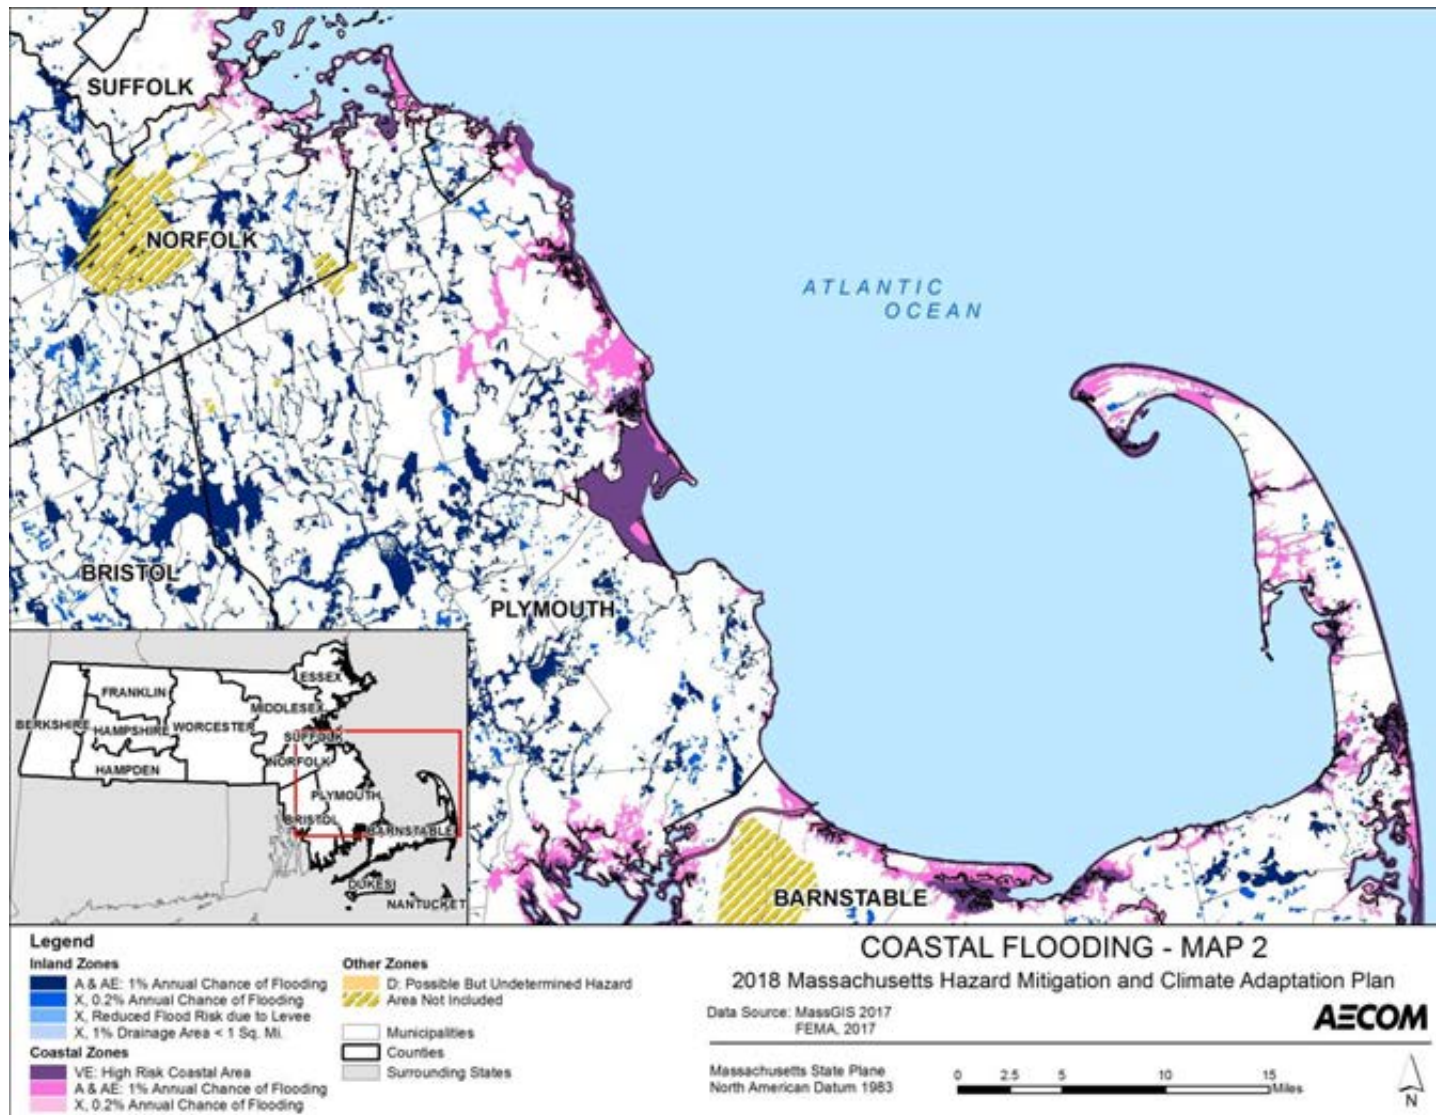 SUFFOLK
NORFOLK
ATLANTIC
OCEAN
BRISTOL
PLYMOUTH
BARNSTABLE
ESSEX
FRANKLIN
MIDDLESEX
BERKSHIRE
HAMPSHIRE
WORCESTER
SUFFOLK
NORFOLK
HAMPDEN
PLYMOUTH
BRISTOL
BARNSTABLE
DUKES
NANTUCKET
Legend
Inland Zones
A & AE: 1% Annual Chance of Flooding
X, 0.2% Annual Chance of Flooding
X, Reduced Flood Risk due to Levee
X, 1% Drainage Area < 1 Sq. Mi.
Coastal Zones
VE: High Risk Coastal Area
A & AE: 1% Annual Chance of Flooding
X, 0.2% Annual Chance of Flooding
Other Zones
D: Possible But Undetermined Hazard
Area Not Included
Municipalities
Counties
Surrounding States
COASTAL FLOODING - MAP 2
2018 Massachusetts Hazard Mitigation and Climate Adaptation Plan
Data Source: MassGIS 2017
FEMA, 2017
AECOM
Massachusetts State Plane
North American Datum 1983
0 2.5 5 10 15 Miles
N